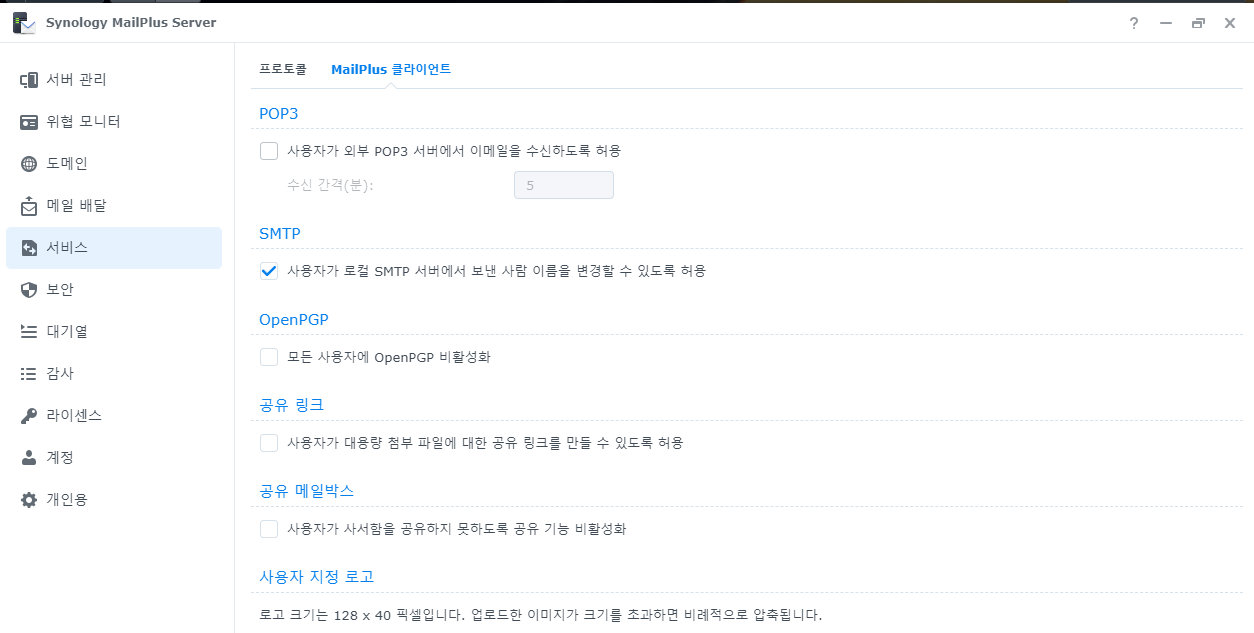 Synology MailPlus Server
서버 관리
위협 모니터
도메인
메일 배달
서비스
보안
대기열
감사
라이센스
계정
개인용
프로토콜 MailPlus 클라이언트
POP3
사용자가 외부 POP3 서버에서 이메일을 수신하도록 허용
수신 간격(분): 5
SMTP
사용자가 로컬 SMTP 서버에서 보낸 사람 이름을 변경할 수 있도록 허용
OpenPGP
모든 사용자에 OpenPGP 비활성화
공유 링크
사용자가 대용량 첨부 파일에 대한 공유 링크를 만들 수 있도록 허용
공유 메일박스
사용자가 사서함을 공유하지 못하도록 공유 기능 비활성화
사용자 지정 로고
로고 크기는 128 x 40 픽셀입니다. 업로드한 이미지가 크기를 초과하면 비례적으로 압축됩니다.